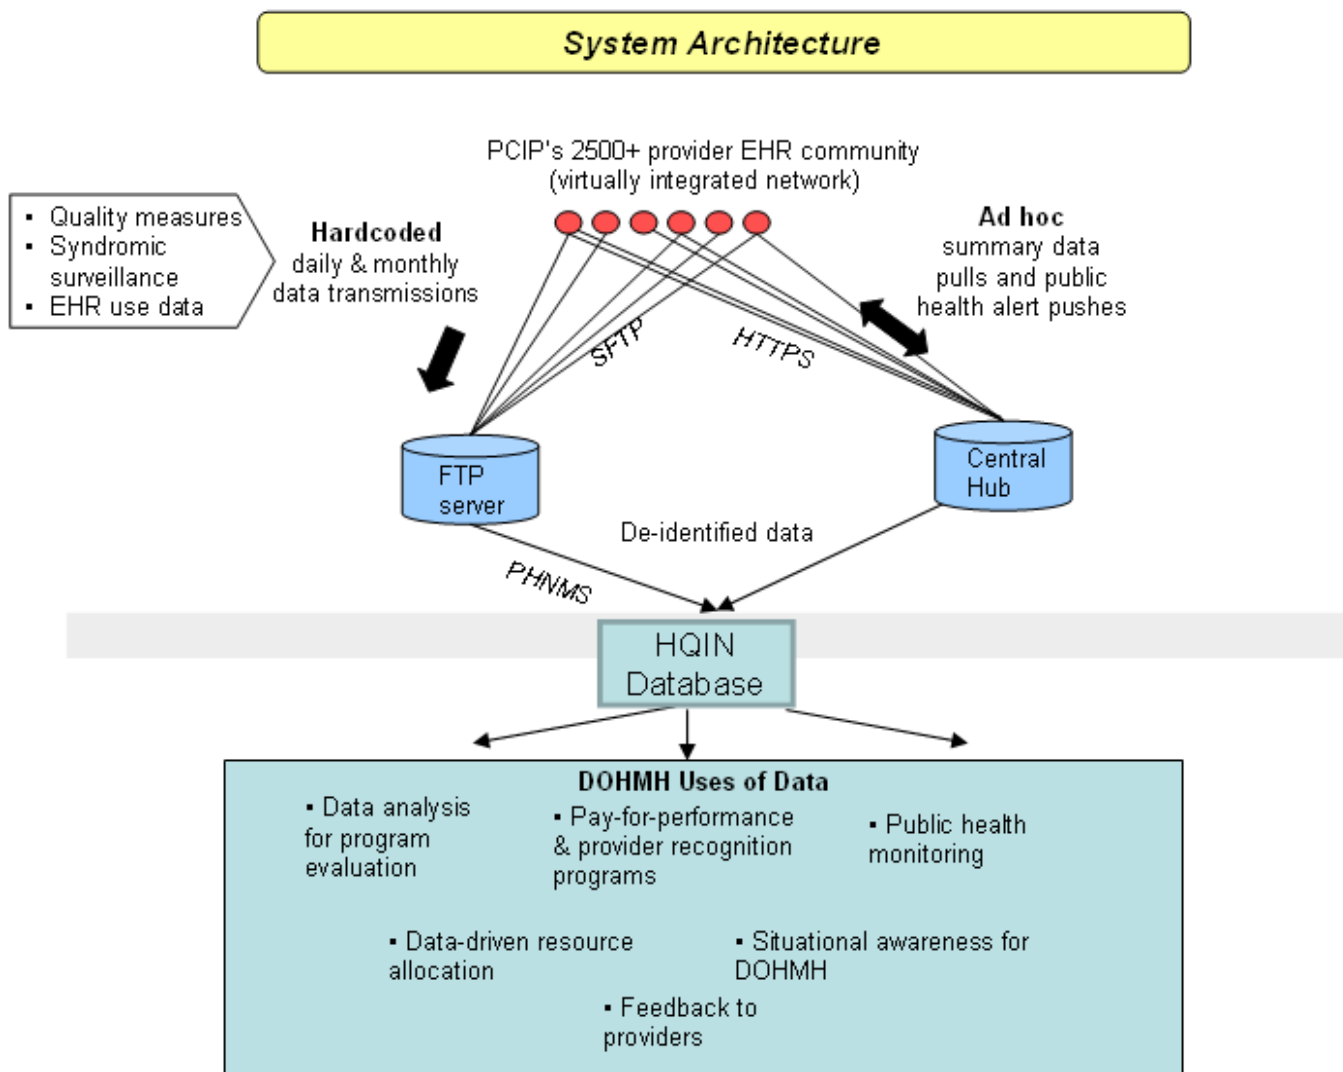 System Architecture
PCIP's 2500+ provider EHR community
(virtually integrated network)
▪ Quality measures
▪ Syndromic
surveillance
▪ EHR use data
Hardcoded
daily & monthly
data transmissions
Ad hoc
summary data
pulls and public
health alert pushes
SFTP
HTTPS
FTP
server
Central
Hub
De-identified data
PHNMS
HQIN
Database
DOHMH Uses of Data
▪ Data analysis
for program
evaluation
▪ Pay-for-performance
& provider recognition
programs
▪ Public health
monitoring
▪ Data-driven resource
allocation
▪ Situational awareness for
DOHMH
▪ Feedback to
providers